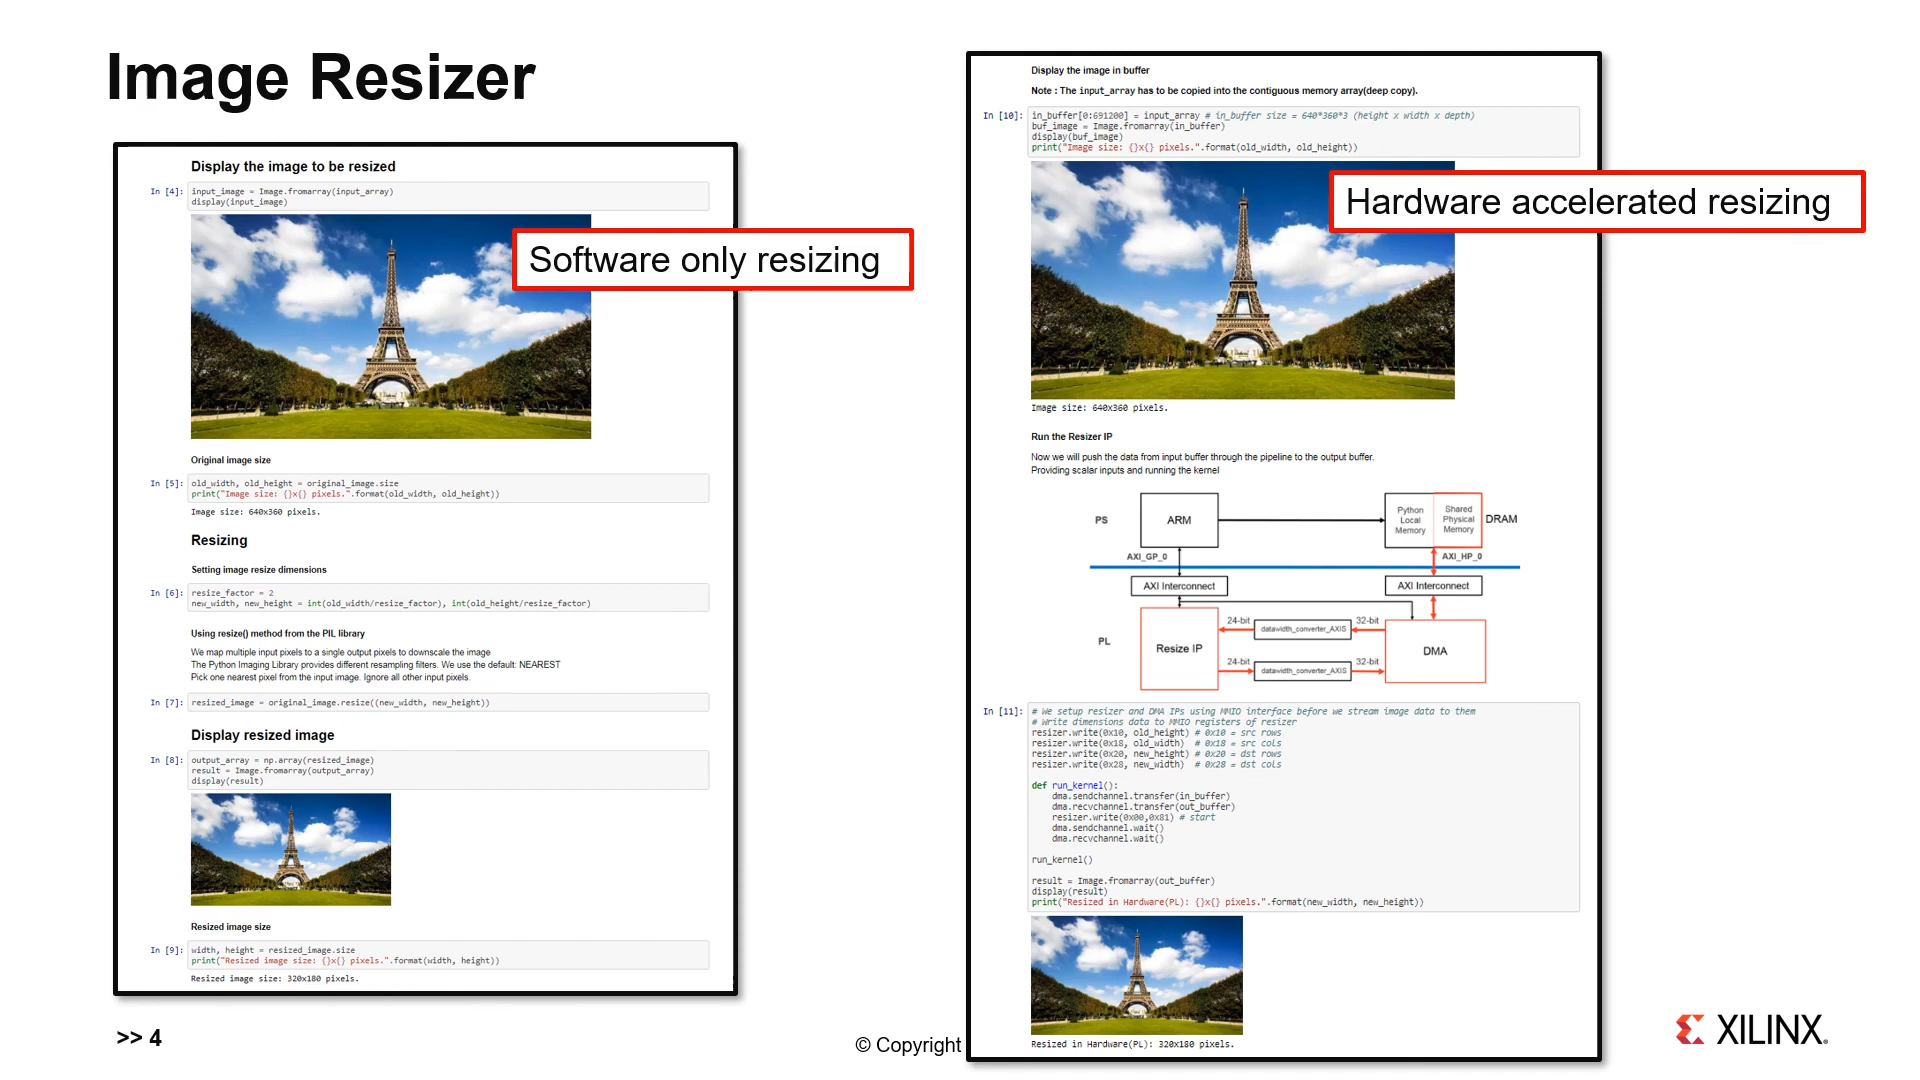 Image Resizer
Display the image to be resized
In [4]: input_image = Image.fromarray(input_array)
display(input_image)
Software only resizing
Original image size
In [5]: old_width, old_height = original_image.size
print("Image size: {}x{} pixels.".format(old_width, old_height))
Image size: 640x360 pixels.
Resizing
Setting image resize dimensions
In [6]: resize_factor = 2
new_width, new_height = int(old_width/resize_factor), int(old_height/resize_factor)
Using resize() method from the PIL library
We map multiple input pixels to a single output pixels to downscale the image
The Python Imaging Library provides different resampling filters. We use the default: NEAREST
Pick one nearest pixel from the input image. Ignore all other input pixels.
In [7]: resized_image = original_image.resize((new_width, new_height))
Display resized image
In [8]: output_array = np.array(resized_image)
result = Image.fromarray(output_array)
display(result)
Resized image size
In [9]: width, height = resized_image.size
print("Resized image size: {}x{} pixels.".format(width, height))
Resized image size: 320x180 pixels.
Display the image in buffer
Note : The input_array has to be copied into the contiguous memory array(deep copy).
In [10]: in_buffer[0:691200] = input_array # in_buffer size = 640*360*3 (height x width x depth)
buf_image = Image.fromarray(in_buffer)
display(buf_image)
print("Image size: {}x{} pixels.".format(old_width, old_height))
Hardware accelerated resizing
Image size: 640x360 pixels.
Run the Resizer IP
Now we will push the data from input buffer through the pipeline to the output buffer.
Providing scalar inputs and running the kernel
PS
ARM
Python Local Memory
Shared Physical Memory
DRAM
AXI_GP_0
AXI_HP_0
AXI Interconnect
AXI Interconnect
PL
Resize IP
24-bit
datawidth_converter_AXIS
32-bit
24-bit
datawidth_converter_AXIS
32-bit
DMA
In [11]: # We setup resizer and DMA IPs using MMIO interface before we stream image data to them
# Write dimensions data to MMIO registers of resizer
resizer.write(0x10, old_height) # 0x10 = src rows
resizer.write(0x18, old_width) # 0x18 = src cols
resizer.write(0x20, new_height) # 0x20 = dst rows
resizer.write(0x28, new_width) # 0x28 = dst cols
def run_kernel():
dma.sendchannel.transfer(in_buffer)
dma.recvchannel.transfer(out_buffer)
resizer.write(0x00,0x81) # start
dma.sendchannel.wait()
dma.recvchannel.wait()
run_kernel()
result = Image.fromarray(out_buffer)
display(result)
print("Resized in Hardware(PL): {}x{} pixels.".format(new_width, new_height))
Resized in Hardware(PL): 320x180 pixels.
>> 4
© Copyright
XILINX